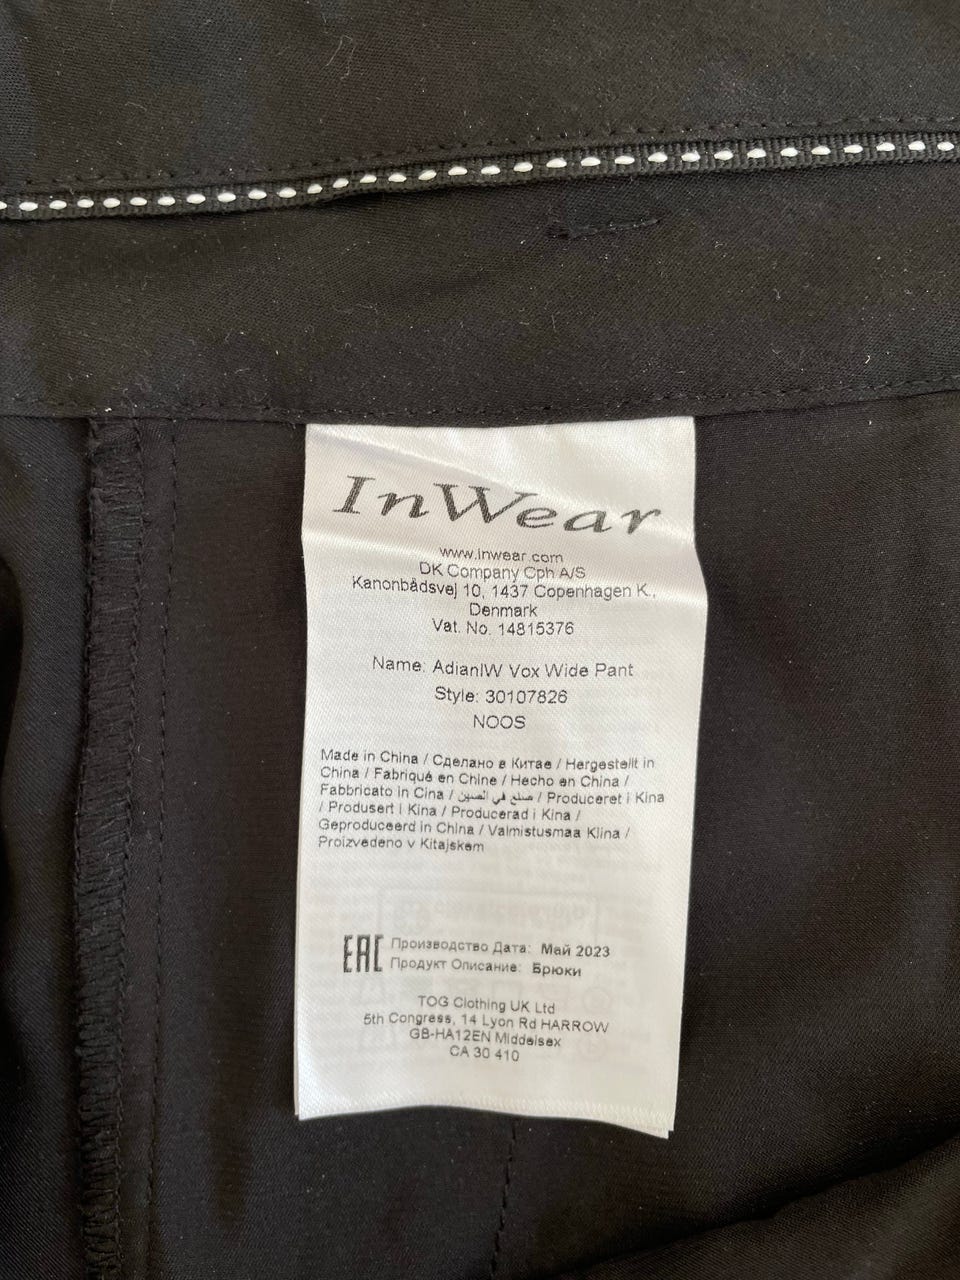 InWear
www.inwear.com
DK Company Cph A/S
Kanonbådsvej 10, 1437 Copenhagen K.,
Denmark
Vat. No. 14815376
Name: AdianIW Vox Wide Pant
Style: 30107826
NOOS
Made in China / Сделано в Китае / Hergestellt in
China / Fabriqué en Chine / Hecho en China /
Fabbricato in Cina / صنع في الصين / Produceret i Kina
/ Produsert i Kina / Producerad i Kina /
Geproduceerd in China / Valmistusmaa Kiina /
Proizvedeno v Kitajskem
EAC Производство Дата: Май 2023
Продукт Описание: Брюки
TOG Clothing UK Ltd
5th Congress, 14 Lyon Rd HARROW
GB-HA12EN Middelsex
CA 30 410